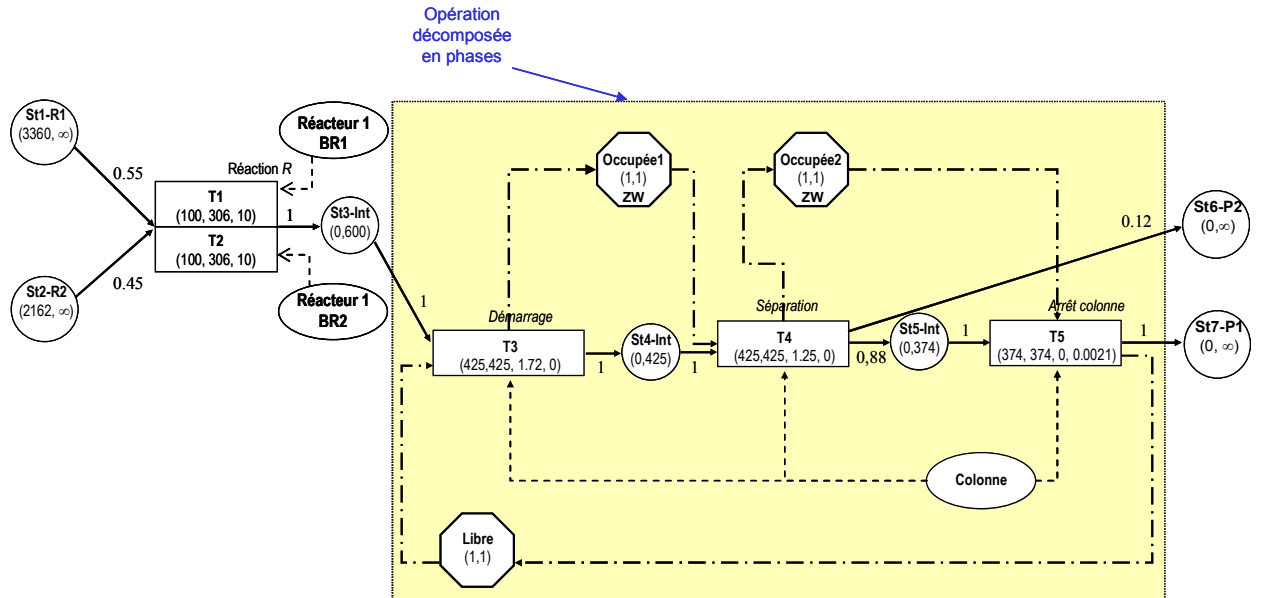 Opération
décomposée
en phases
St1-R1
(3360, ∞)
0.55
Réaction R
Réacteur 1
BR1
T1
(100, 306, 10)
T2
(100, 306, 10)
1
St3-Int
(0,600)
St2-R2
(2162, ∞)
0.45
Réacteur 1
BR2
1
Occupée1
(1,1)
ZW
Occupée2
(1,1)
ZW
0.12
St6-P2
(0,∞)
Démarrage
T3
(425,425, 1.72, 0)
1
St4-Int
(0,425)
1
Séparation
T4
(425,425, 1.25, 0)
0,88
St5-Int
(0,374)
1
Arrêt colonne
T5
(374, 374, 0, 0.0021)
1
St7-P1
(0, ∞)
Colonne
Libre
(1,1)